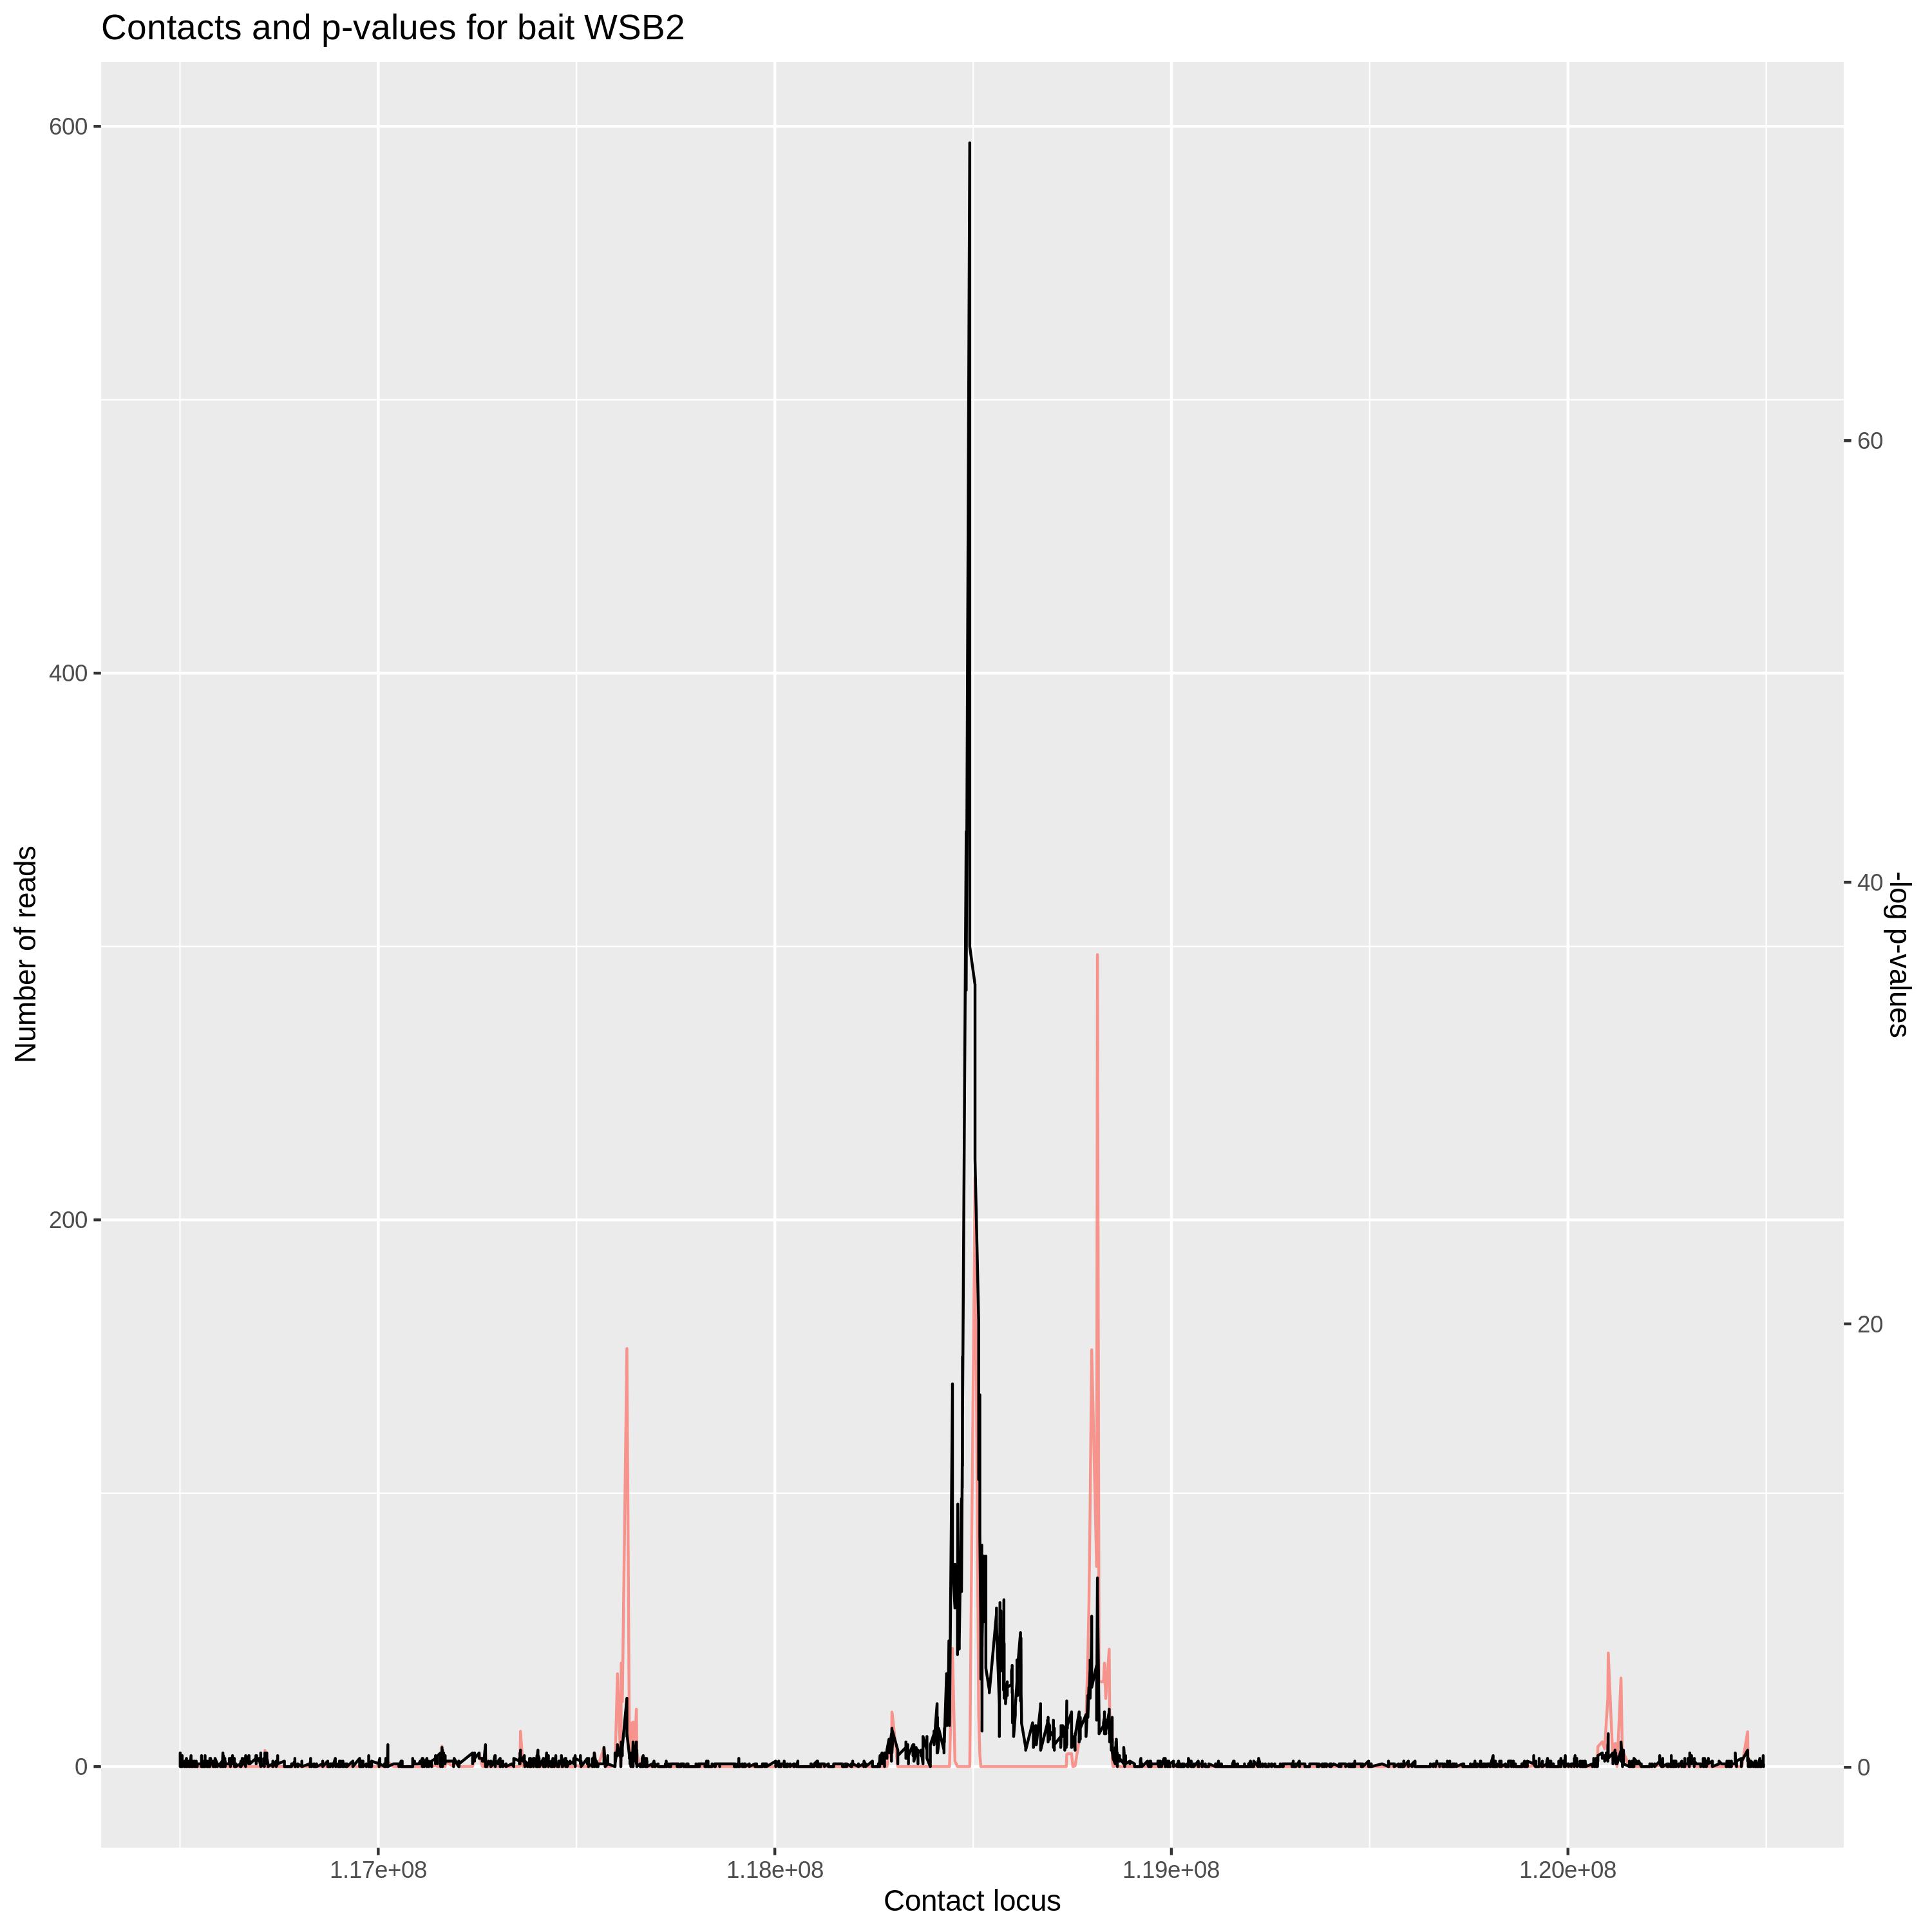 Contacts and p-values for bait WSB2
600
400
200
0
Number of reads
60
40
20
0
-log p-values
1.17e+08
1.18e+08
1.19e+08
1.20e+08
Contact locus